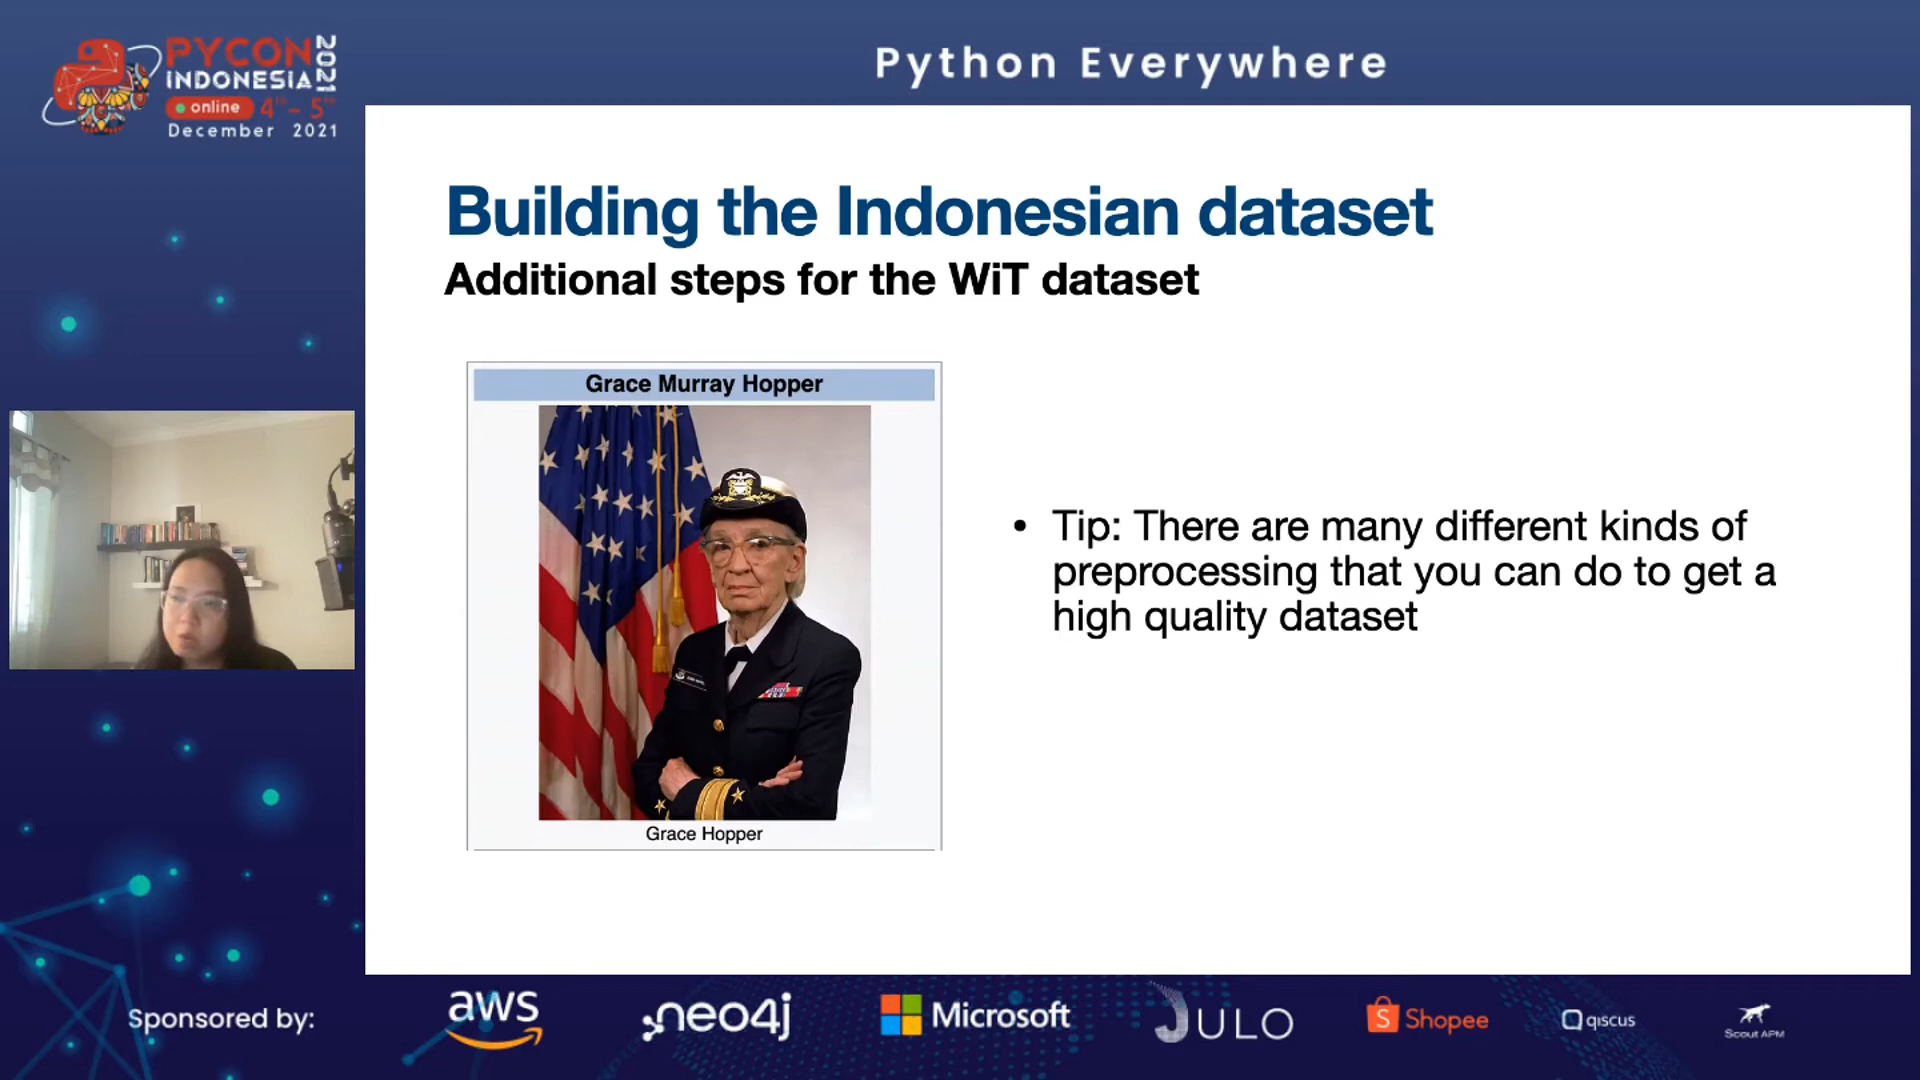 PYCON 2021
INDONESIA
online 4th - 5th
December 2021
Python Everywhere
Building the Indonesian dataset
Additional steps for the WiT dataset
Grace Murray Hopper
Grace Hopper
• Tip: There are many different kinds of
preprocessing that you can do to get a
high quality dataset
Sponsored by:
aws
neo4j
Microsoft
JULO
Shopee
qiscus
Scout APM